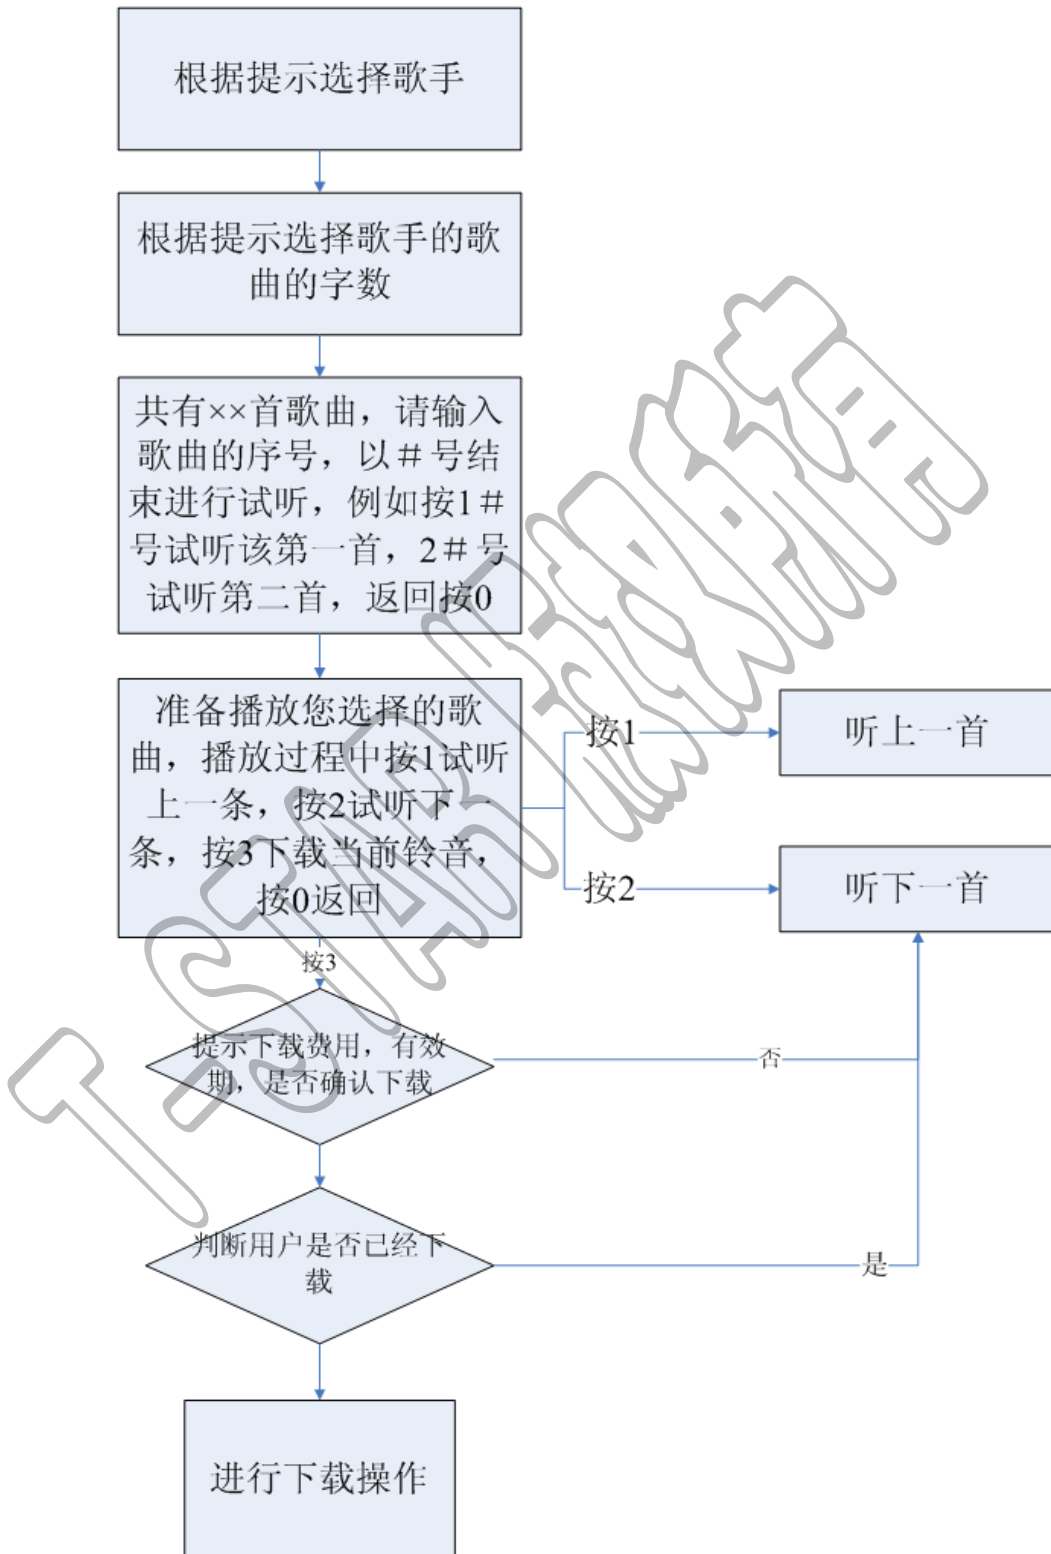 根据提示选择歌手
根据提示选择歌手的歌
曲的字数
共有××首歌曲，请输入
歌曲的序号，以＃号结
束进行试听，例如按1＃
号试听该第一首，2＃号
试听第二首，返回按0
准备播放您选择的歌
曲，播放过程中按1试听
上一条，按2试听下一
条，按3下载当前铃音，
按0返回
按1
听上一首
按2
听下一首
按3
提示下载费用，有效
期，是否确认下载
否
判断用户是否已经下
载
是
进行下载操作
T-STAR